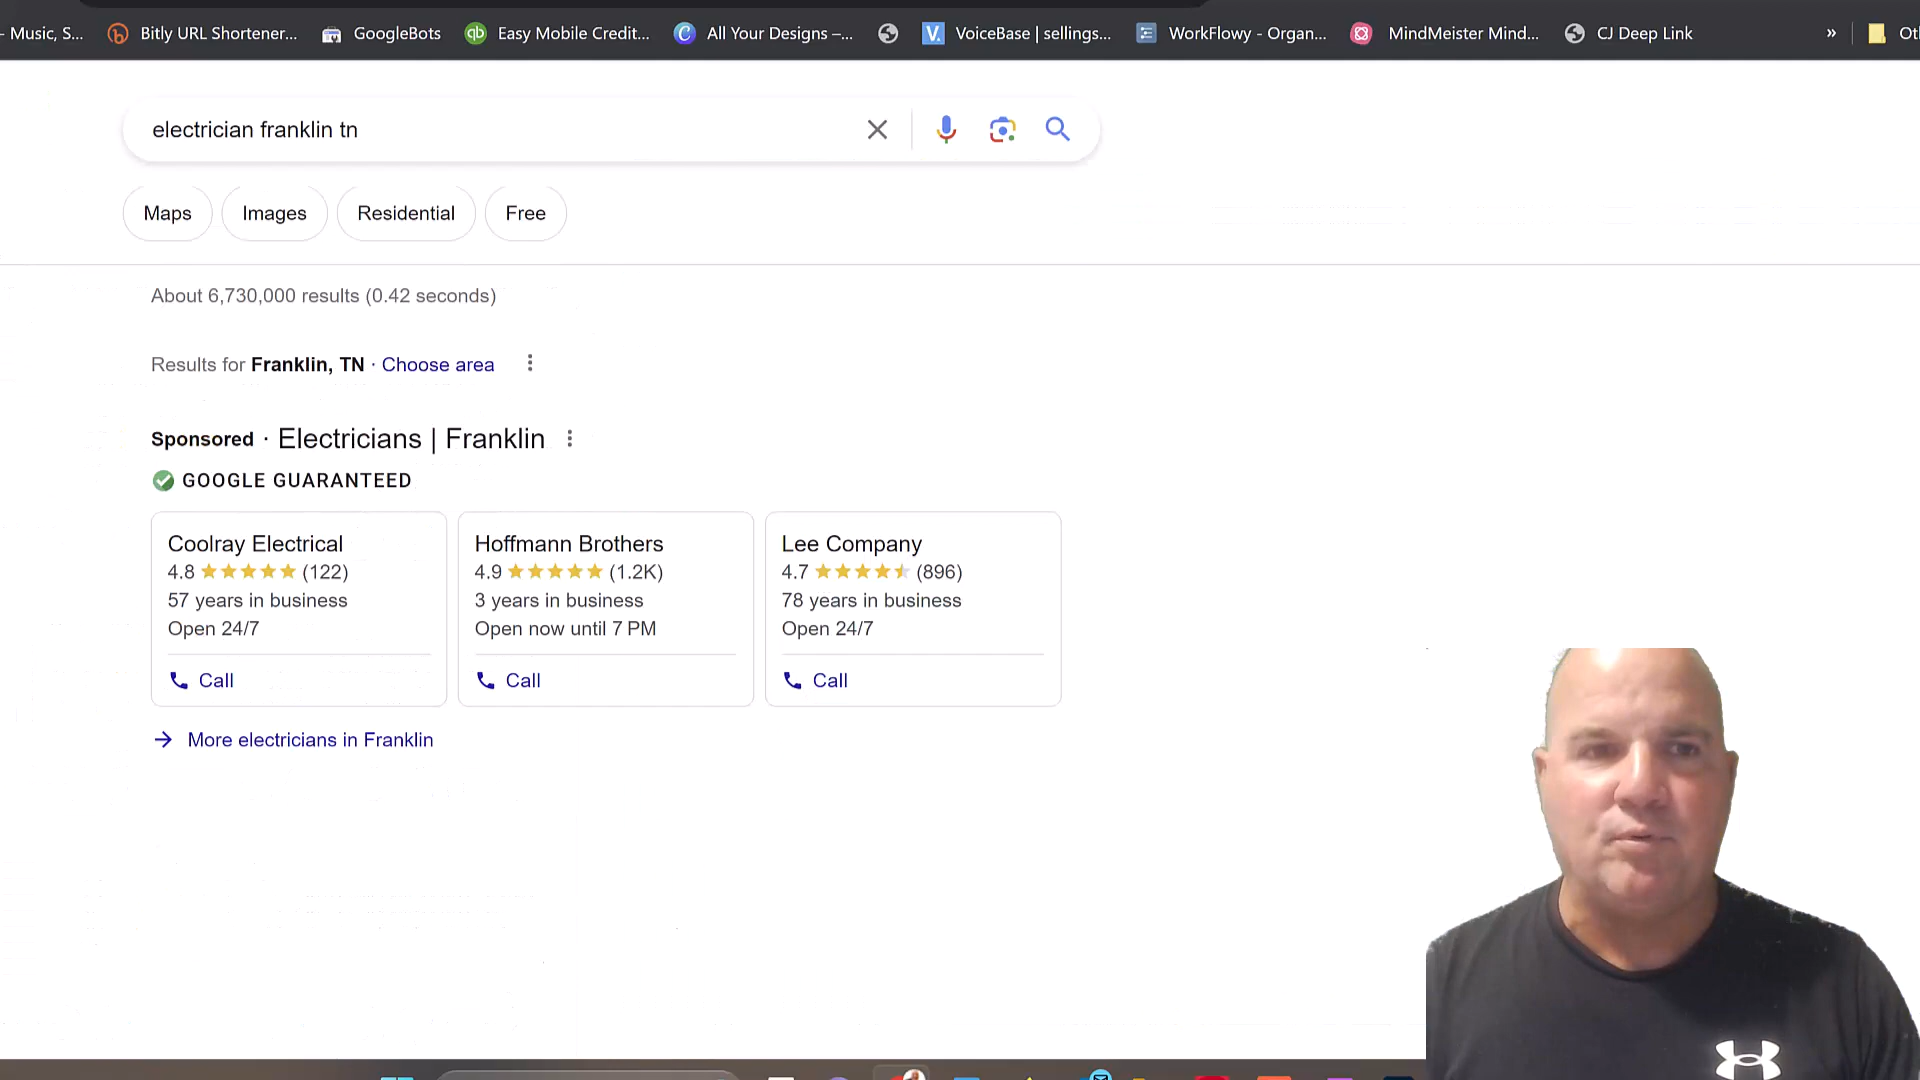 - Music, S... Bitly URL Shortener... GoogleBots Easy Mobile Credit... All Your Designs –... VoiceBase | sellings... WorkFlowy - Organ... MindMeister Mind... CJ Deep Link »
electrician franklin tn
Maps Images Residential Free
About 6,730,000 results (0.42 seconds)
Results for Franklin, TN · Choose area
Sponsored · Electricians | Franklin
GOOGLE GUARANTEED
Coolray Electrical
4.8 (122)
57 years in business
Open 24/7
Call
Hoffmann Brothers
4.9 (1.2K)
3 years in business
Open now until 7 PM
Call
Lee Company
4.7 (896)
78 years in business
Open 24/7
Call
More electricians in Franklin